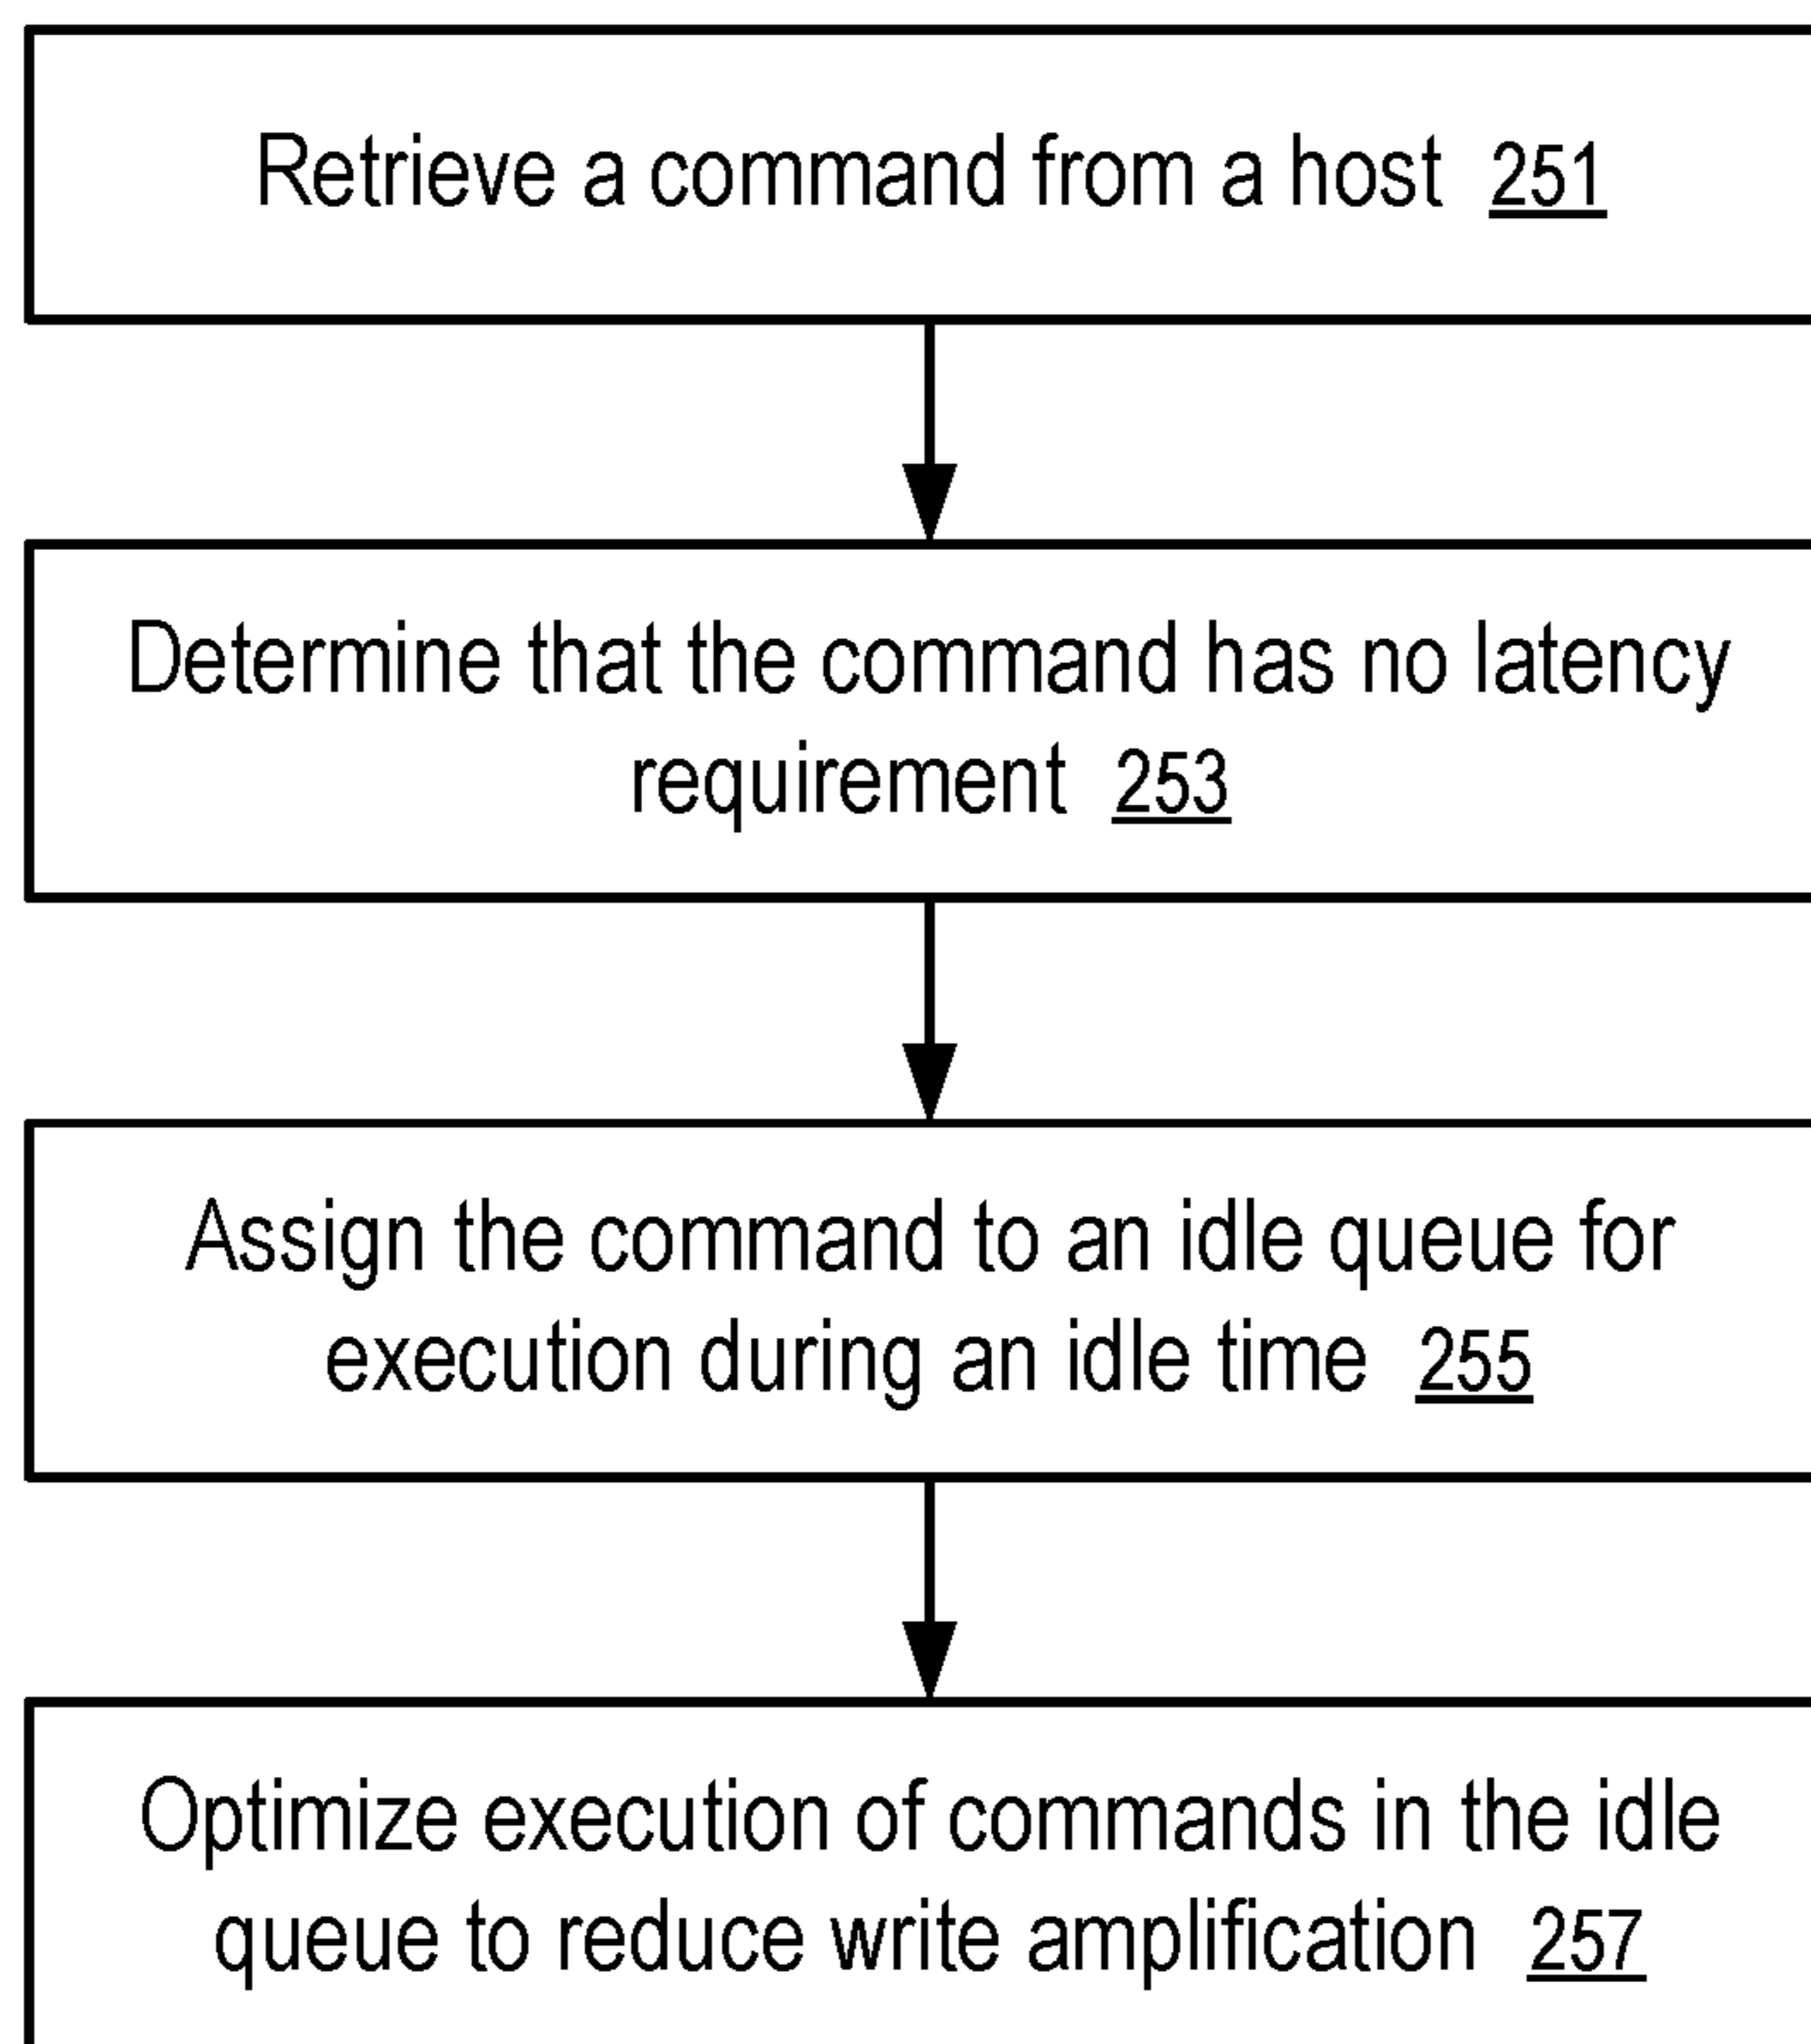 Retrieve a command from a host 251
Determine that the command has no latency
requirement 253
Assign the command to an idle queue for
execution during an idle time 255
Optimize execution of commands in the idle
queue to reduce write amplification 257